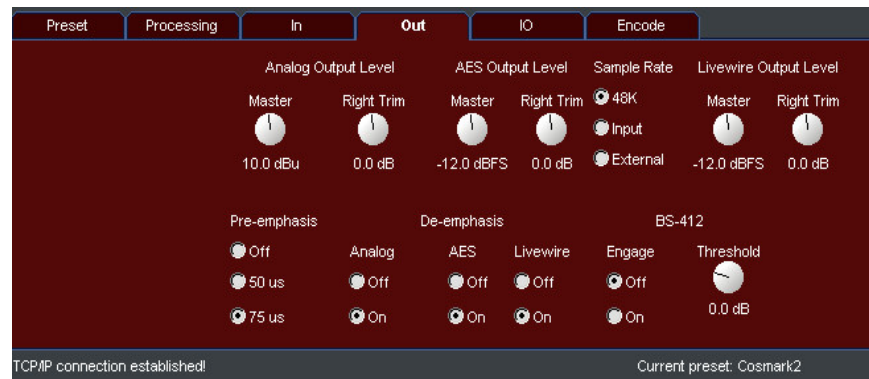 Preset Processing In Out IO Encode
Analog Output Level AES Output Level Sample Rate Livewire Output Level
Master Right Trim Master Right Trim 48K Master Right Trim
Input
10.0 dBu 0.0 dB -12.0 dBFS 0.0 dB External -12.0 dBFS 0.0 dB
Pre-emphasis De-emphasis BS-412
Off Analog AES Livewire Engage Threshold
50 us Off Off Off Off
75 us On On On On 0.0 dB
TCP/IP connection established! Current preset: Cosmark2